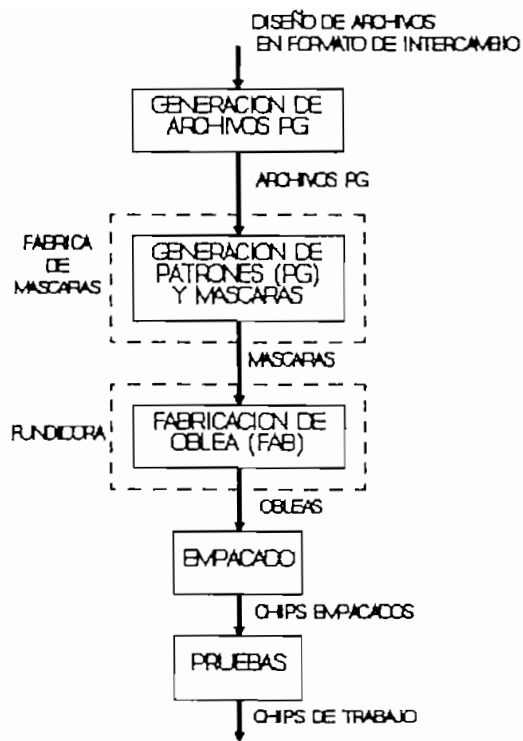 DISEÑO DE ARCHIVOS
EN FORMATO DE INTERCAMBIO
GENERACION DE
ARCHIVOS PG
ARCHIVOS PG
FABRICA
DE
MASCARAS
GENERACION DE
PATRONES (PG)
Y MASCARAS
MASCARAS
FUNDIDORA
FABRICACION DE
OBLEA (FAB)
OBLEAS
EMPACADO
CHIPS EMPACADOS
PRUEBAS
CHIPS DE TRABAJO